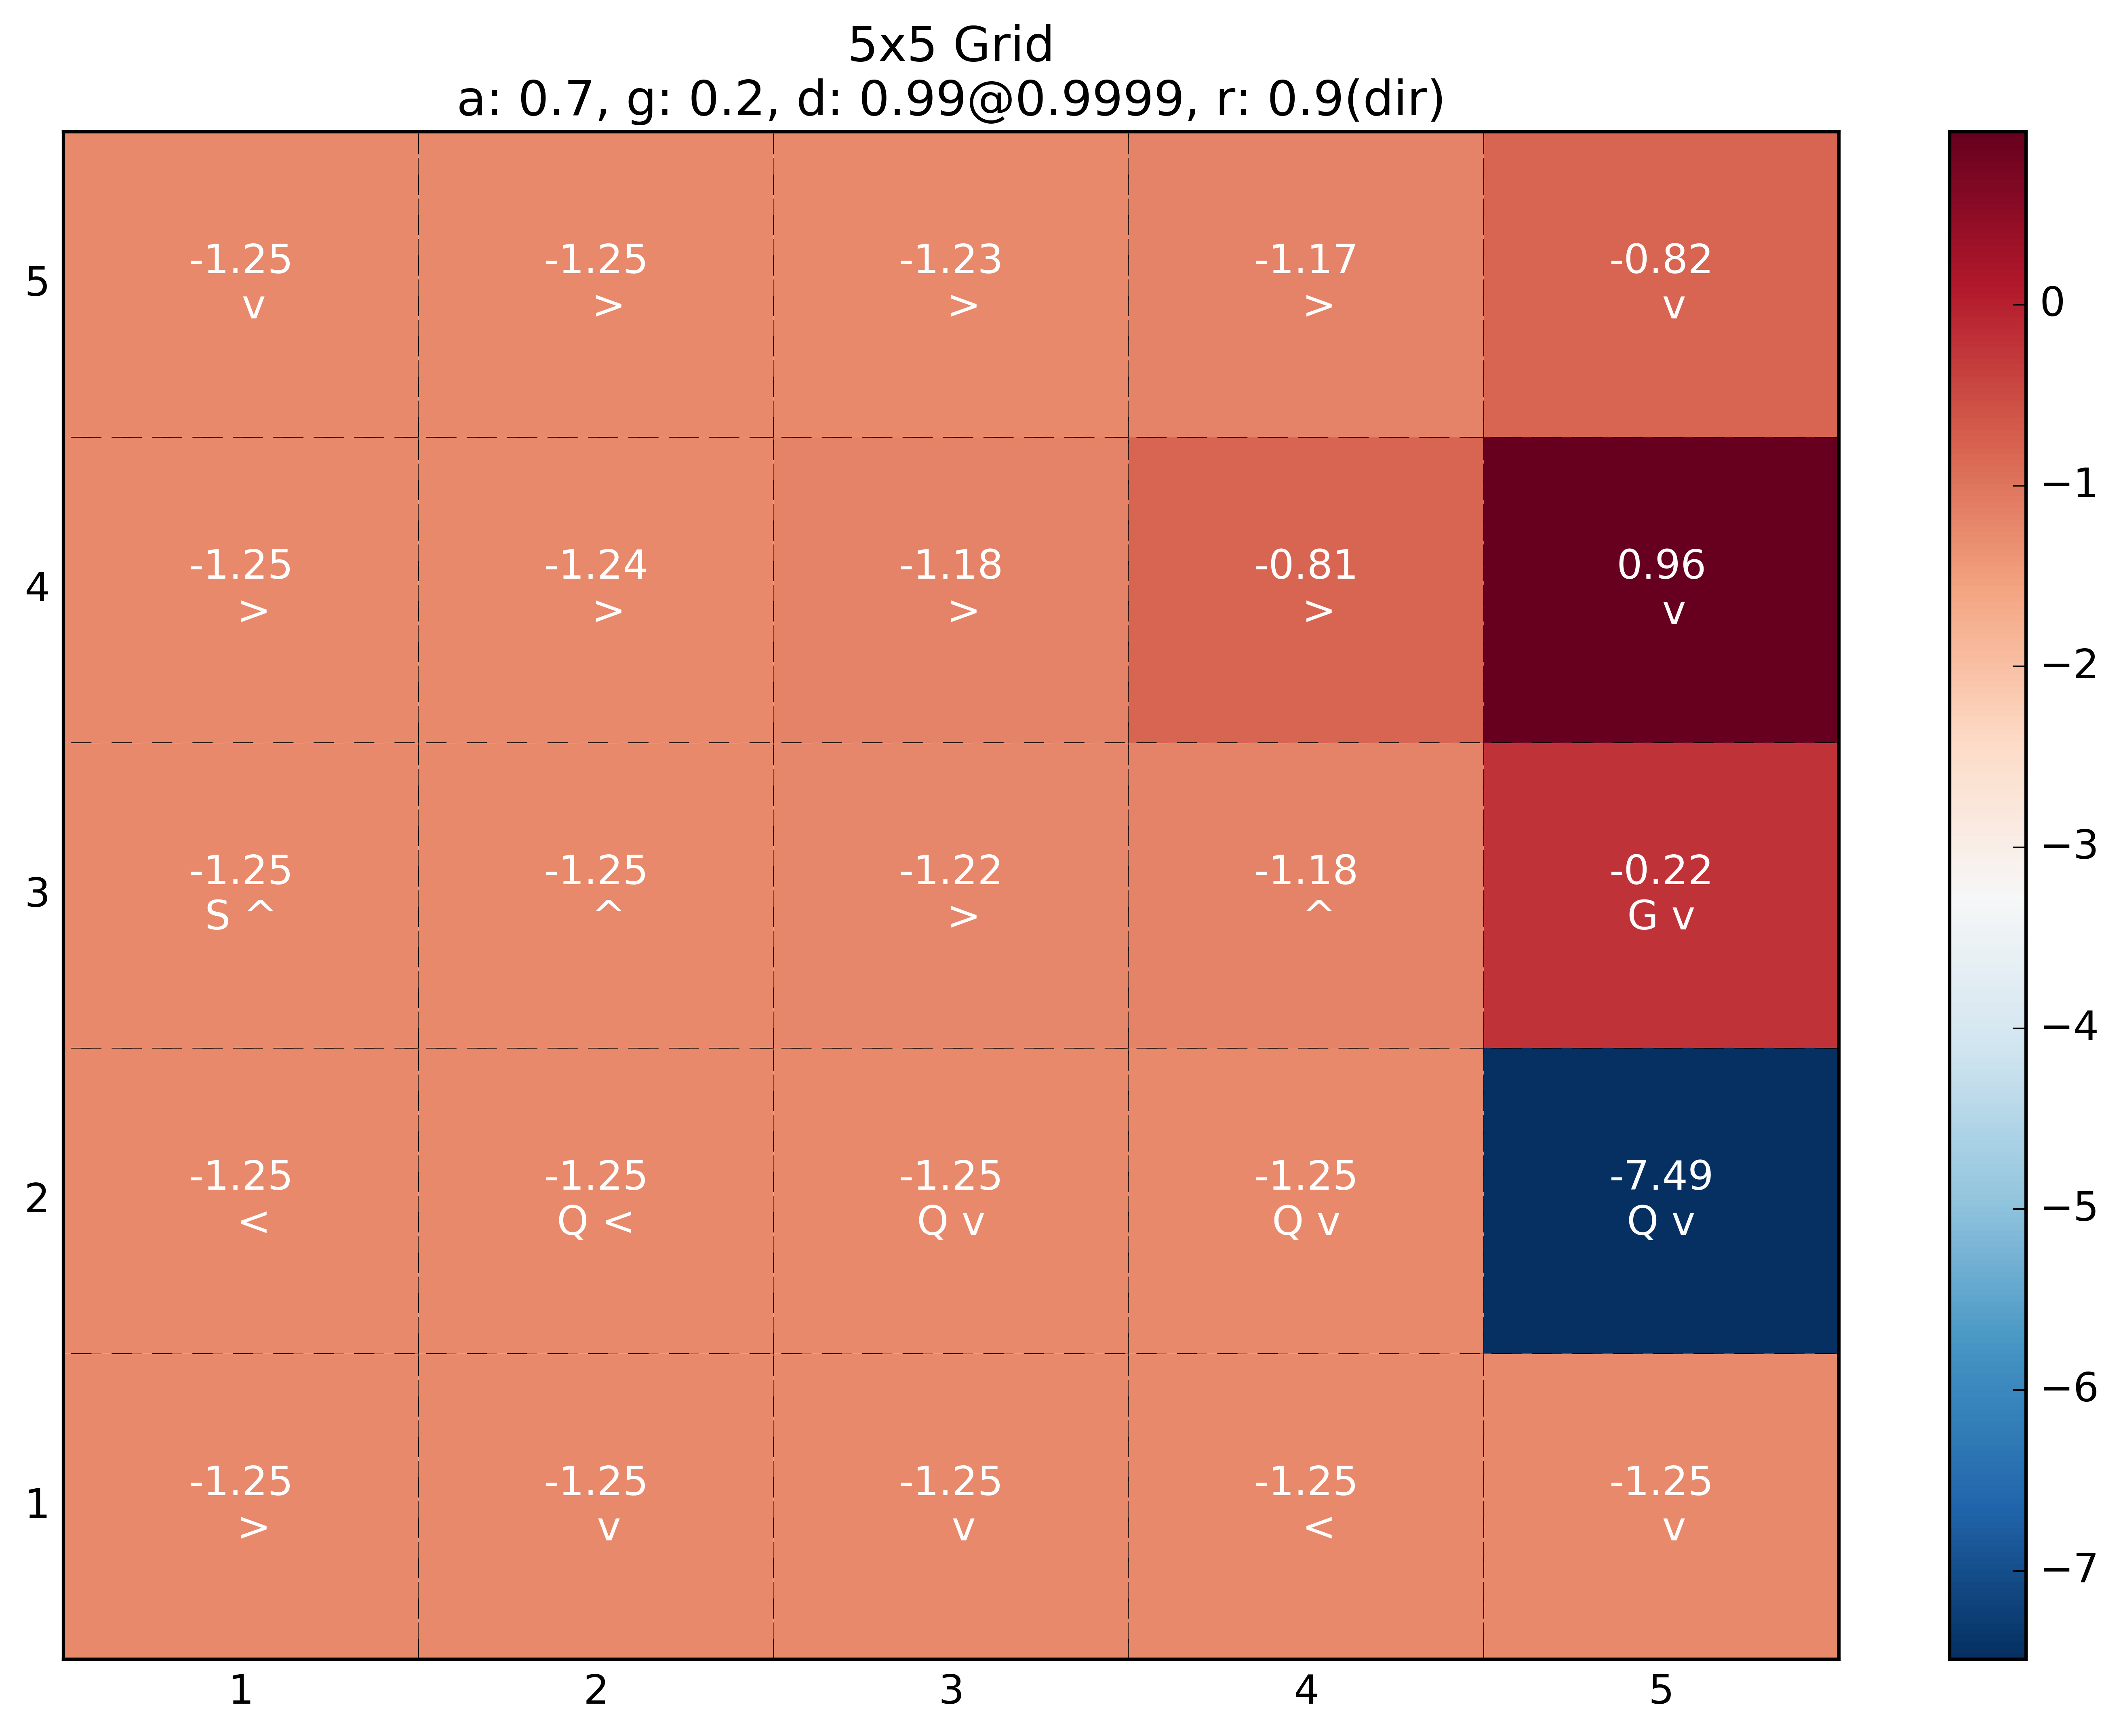 5x5 Grid
a: 0.7, g: 0.2, d: 0.99@0.9999, r: 0.9(dir)
5 -1.25 -1.25 -1.23 -1.17 -0.82
v > > > v
4 -1.25 -1.24 -1.18 -0.81 0.96
> > > > v
3 -1.25 -1.25 -1.22 -1.18 -0.22
S ^ ^ > ^ G v
2 -1.25 -1.25 -1.25 -1.25 -7.49
< Q < Q v Q v Q v
1 -1.25 -1.25 -1.25 -1.25 -1.25
> v v < v
1 2 3 4 5
0
−1
−2
−3
−4
−5
−6
−7